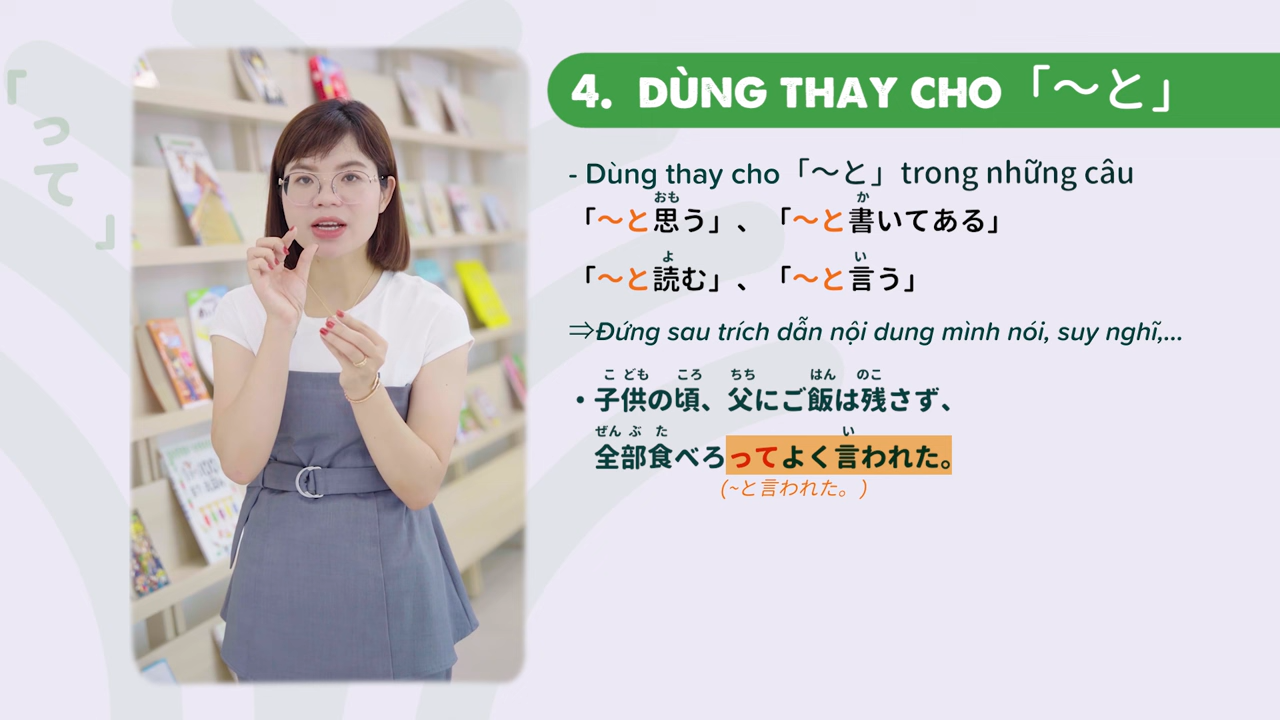 「って」
4. DÙNG THAY CHO「～と」
- Dùng thay cho「～と」trong những câu
おも か
「～と思う」、「～と書いてある」
よ い
「～と読む」、「～と言う」
⇒Đứng sau trích dẫn nội dung mình nói, suy nghĩ,...
こ ども ころ ちち はん のこ
・子供の頃、父にご飯は残さず、
ぜん ぶ た い
全部食べろってよく言われた。
(~と言われた。)